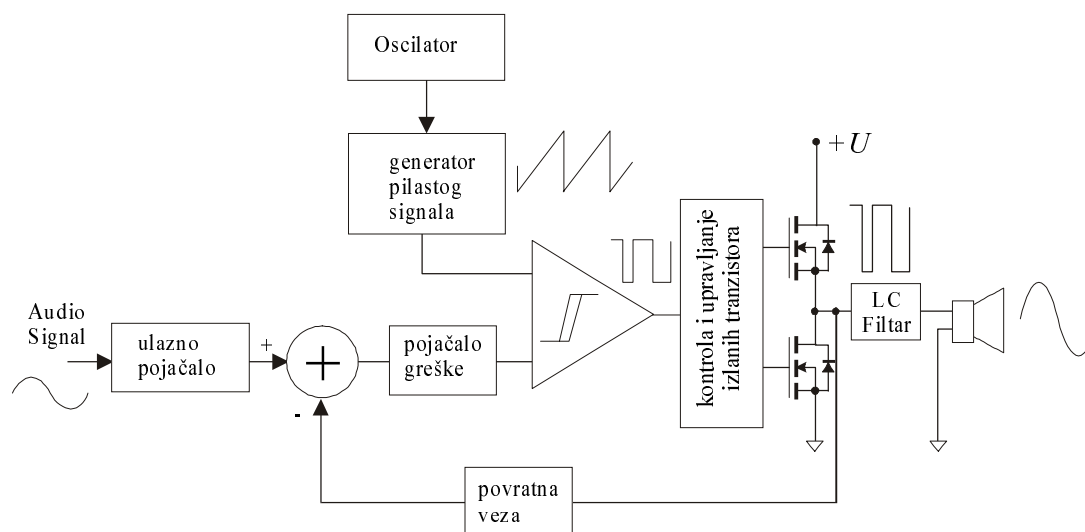 Oscilator
generator
pilastog
signala
+U
kontrola i upravljanje
izlanih tranzistora
Audio
Signal
ulazno
pojačalo
+
-
+
pojačalo
greške
LC
Filtar
povratna
veza